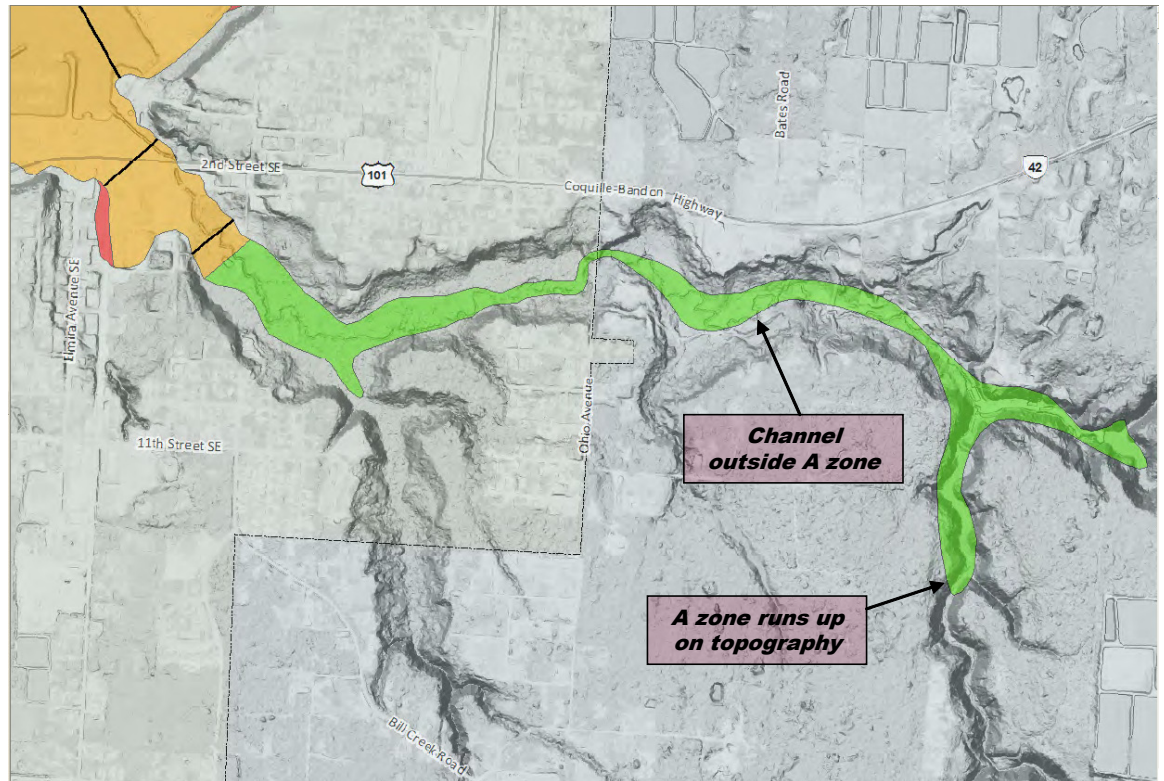 2nd Street SE
101
Coquille-Bandon Highway
Bates Road
42
Elmira Avenue SE
11th Street SE
Ohio Avenue
Channel
outside A zone
A zone runs up
on topography
Bill Creek Road